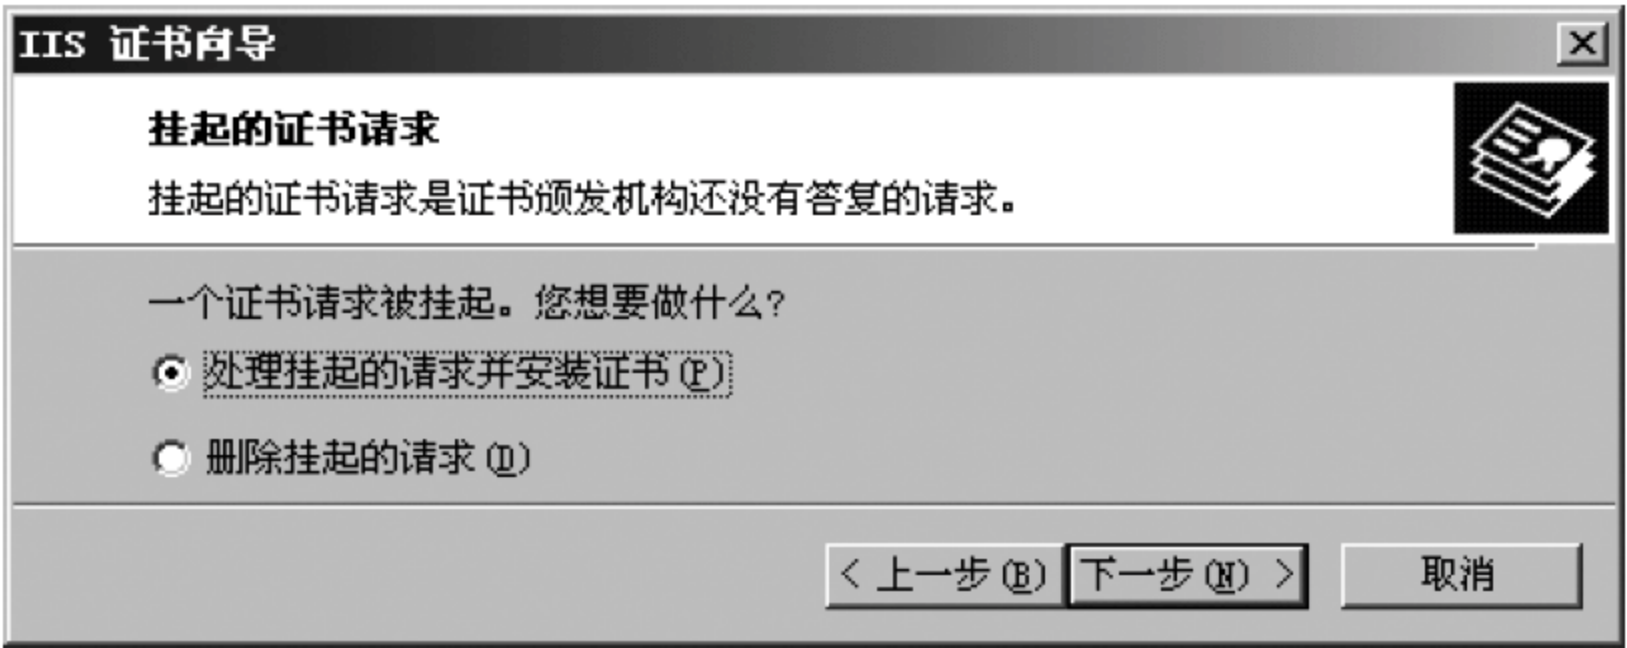 IIS 证书向导
挂起的证书请求
挂起的证书请求是证书颁发机构还没有答复的请求。
一个证书请求被挂起。您想要做什么?
处理挂起的请求并安装证书(P)
删除挂起的请求(D)
< 上一步(B) 下一步(N) > 取消